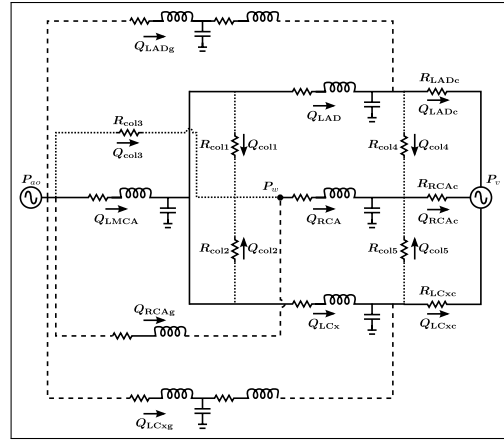 Q_LADg
R_LADc
Q_LAD
Q_LADc
R_col3
Q_col3
R_col1
Q_col1
R_col4
Q_col4
P_ao
P_w
R_RCAc
P_v
Q_LMCA
Q_RCA
Q_RCAc
R_col2
Q_col2
R_col5
Q_col5
R_LCxc
Q_RCAg
Q_LCx
Q_LCxc
Q_LCxg